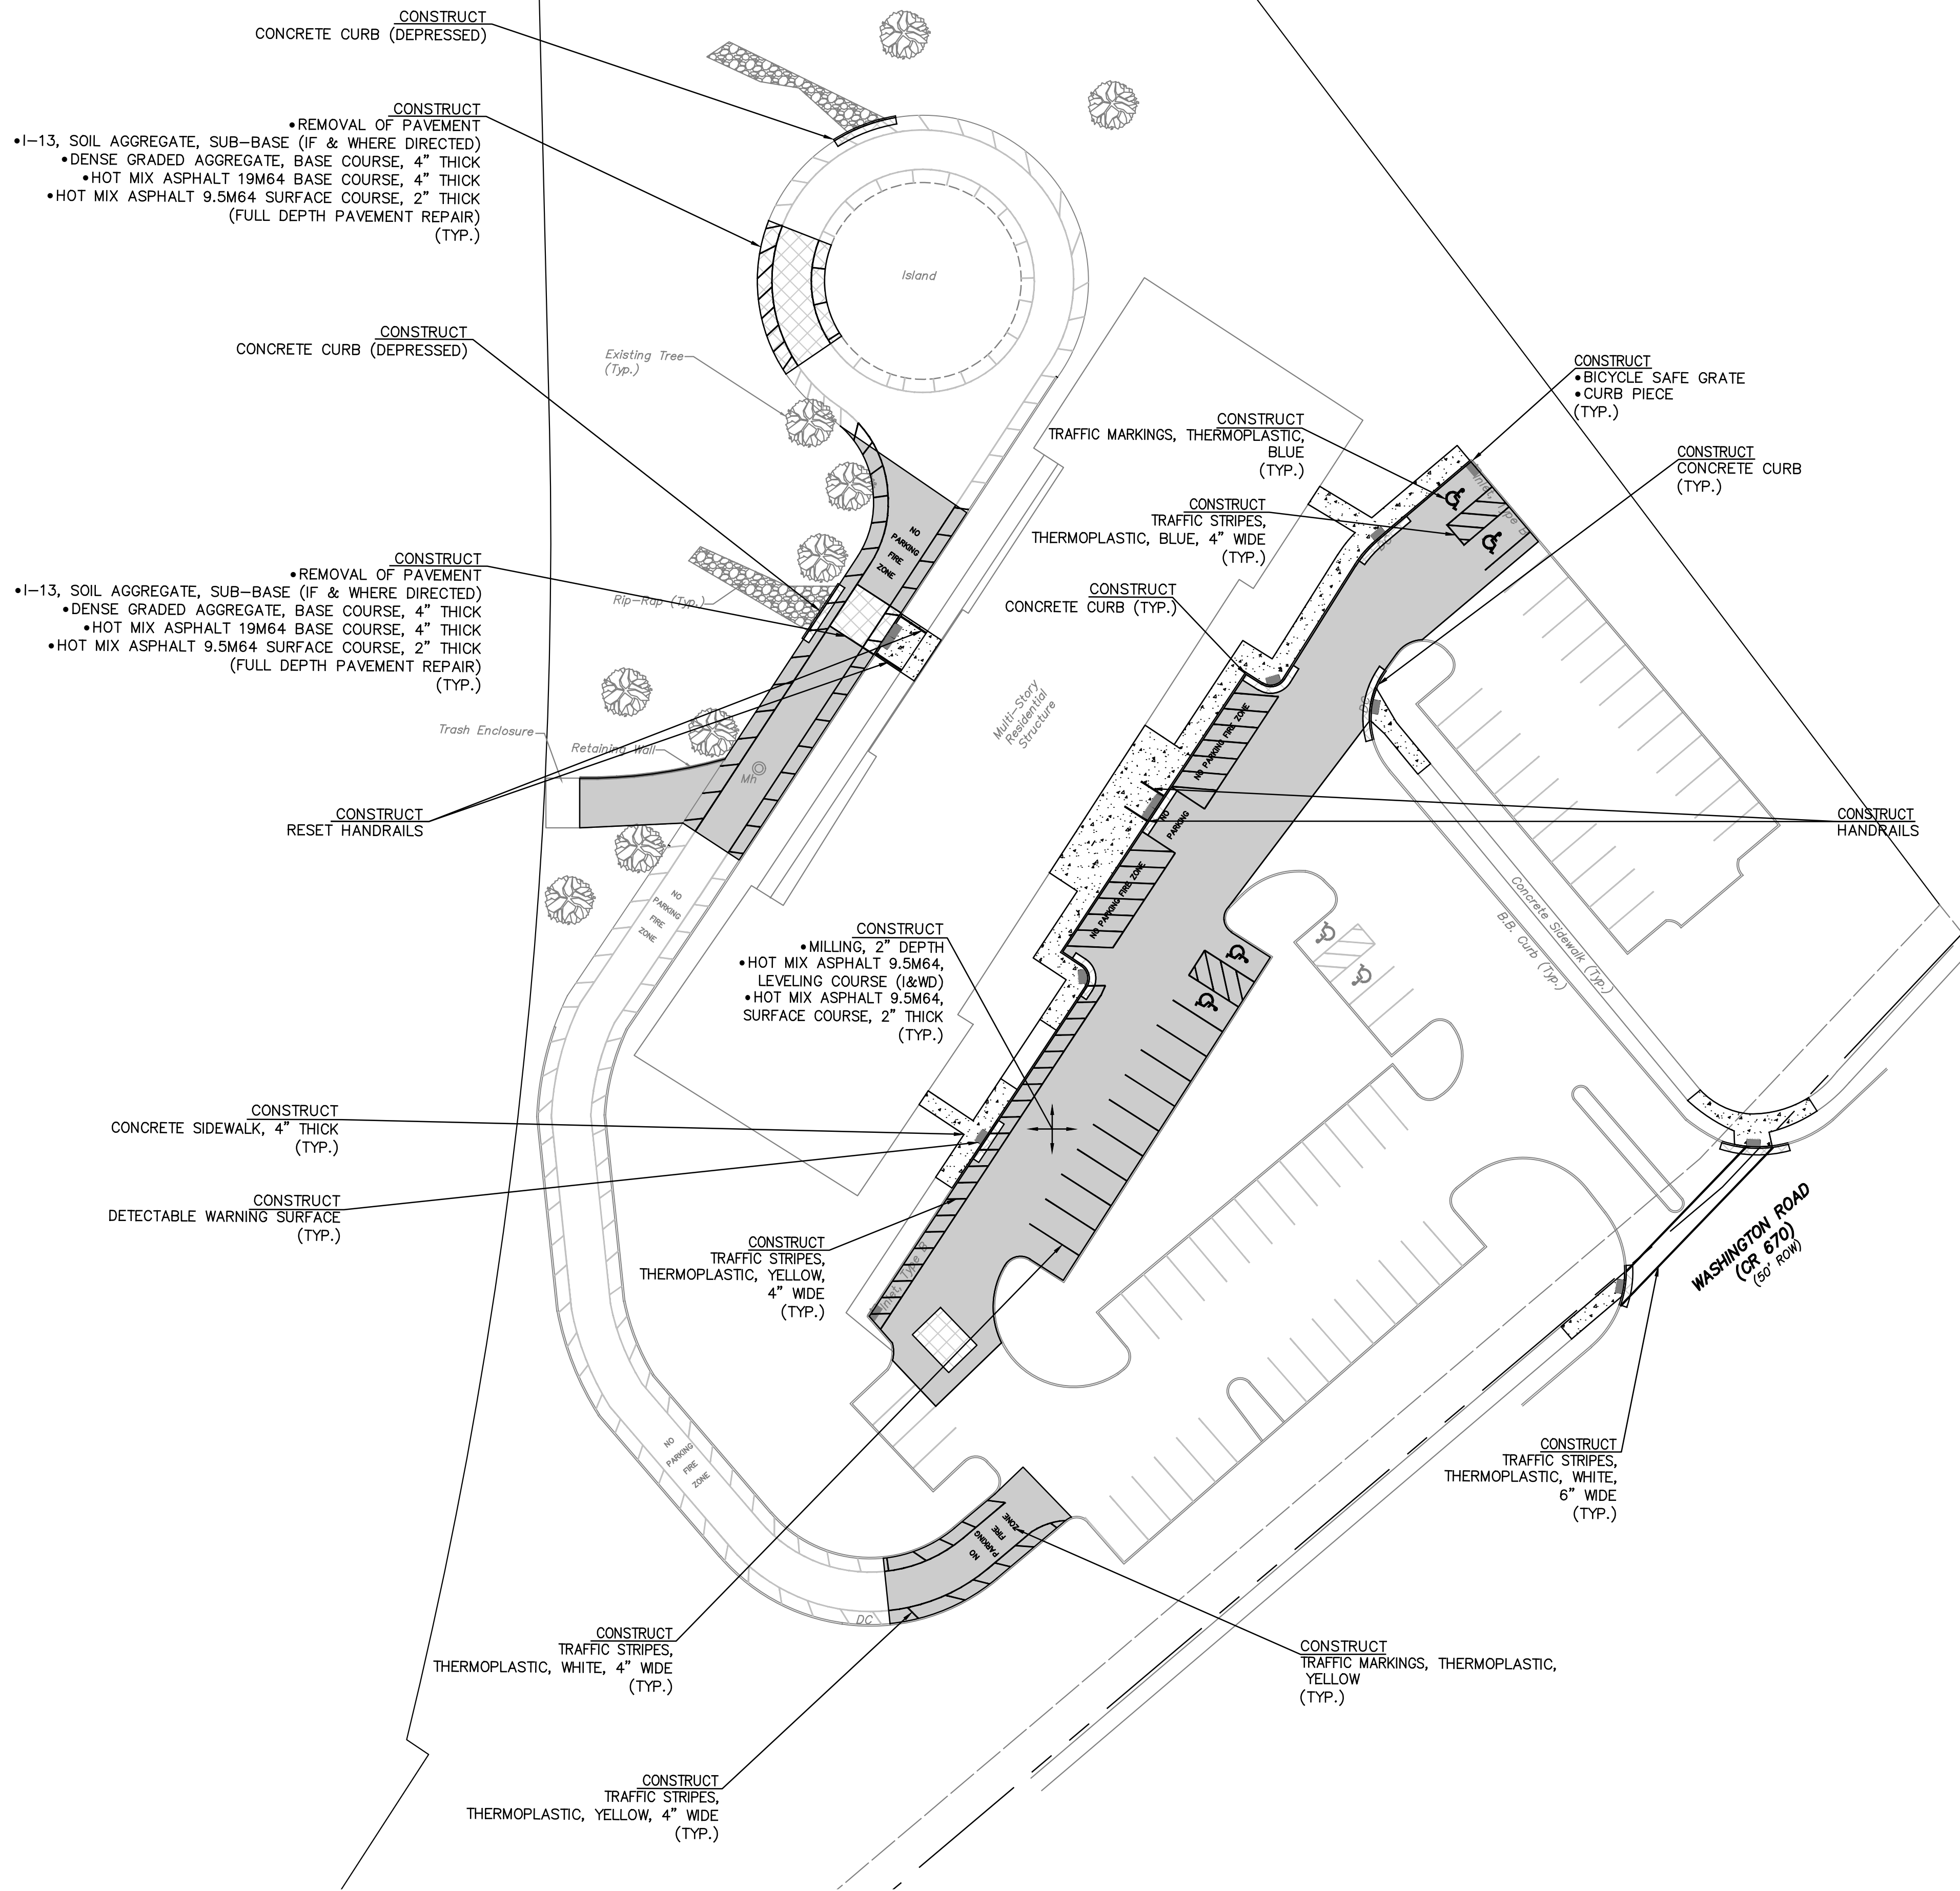 CONSTRUCT
CONCRETE CURB (DEPRESSED)
CONSTRUCT
•REMOVAL OF PAVEMENT
•I-13, SOIL AGGREGATE, SUB-BASE (IF & WHERE DIRECTED)
•DENSE GRADED AGGREGATE, BASE COURSE, 4" THICK
•HOT MIX ASPHALT 19M64 BASE COURSE, 4" THICK
•HOT MIX ASPHALT 9.5M64 SURFACE COURSE, 2" THICK
(FULL DEPTH PAVEMENT REPAIR)
(TYP.)
Island
CONSTRUCT
CONCRETE CURB (DEPRESSED)
Existing Tree
(Typ.)
CONSTRUCT
•BICYCLE SAFE GRATE
•CURB PIECE
(TYP.)
CONSTRUCT
TRAFFIC MARKINGS, THERMOPLASTIC,
BLUE
(TYP.)
CONSTRUCT
CONCRETE CURB
(TYP.)
Inlet, Type B
CONSTRUCT
TRAFFIC STRIPES,
THERMOPLASTIC, BLUE, 4" WIDE
(TYP.)
DC
NO
PARKING
FIRE
ZONE
CONSTRUCT
•REMOVAL OF PAVEMENT
•I-13, SOIL AGGREGATE, SUB-BASE (IF & WHERE DIRECTED)
•DENSE GRADED AGGREGATE, BASE COURSE, 4" THICK
•HOT MIX ASPHALT 19M64 BASE COURSE, 4" THICK
•HOT MIX ASPHALT 9.5M64 SURFACE COURSE, 2" THICK
(FULL DEPTH PAVEMENT REPAIR)
(TYP.)
Rip-Rap (Typ.)
CONSTRUCT
CONCRETE CURB (TYP.)
Multi-Story
Residential
Structure
DC
NO PARKING FIRE ZONE
Trash Enclosure
Retaining Wall
Mh
CONSTRUCT
RESET HANDRAILS
NO
PARKING
CONSTRUCT
HANDRAILS
NO PARKING FIRE ZONE
NO
PARKING
FIRE
ZONE
Concrete Sidewalk (Typ.)
B.B. Curb (Typ.)
CONSTRUCT
•MILLING, 2" DEPTH
•HOT MIX ASPHALT 9.5M64,
LEVELING COURSE (I&WD)
•HOT MIX ASPHALT 9.5M64,
SURFACE COURSE, 2" THICK
(TYP.)
CONSTRUCT
CONCRETE SIDEWALK, 4" THICK
(TYP.)
CONSTRUCT
DETECTABLE WARNING SURFACE
(TYP.)
WASHINGTON ROAD
(CR 670)
(50' ROW)
CONSTRUCT
TRAFFIC STRIPES,
THERMOPLASTIC, YELLOW,
4" WIDE
(TYP.)
Inlet, Type B
NO
PARKING
FIRE
ZONE
CONSTRUCT
TRAFFIC STRIPES,
THERMOPLASTIC, WHITE,
6" WIDE
(TYP.)
NO
PARKING
FIRE
ZONE
DC
CONSTRUCT
TRAFFIC STRIPES,
THERMOPLASTIC, WHITE, 4" WIDE
(TYP.)
CONSTRUCT
TRAFFIC MARKINGS, THERMOPLASTIC,
YELLOW
(TYP.)
CONSTRUCT
TRAFFIC STRIPES,
THERMOPLASTIC, YELLOW, 4" WIDE
(TYP.)